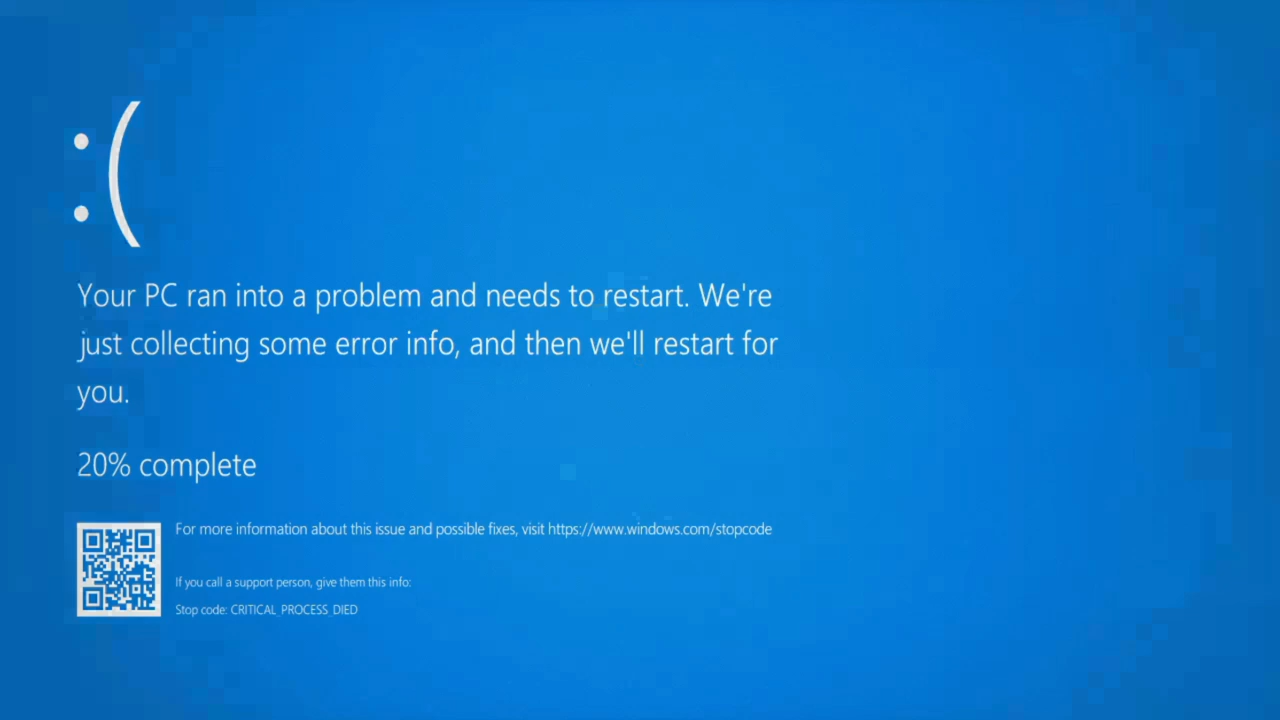 :(
Your PC ran into a problem and needs to restart. We're
just collecting some error info, and then we'll restart for
you.
20% complete
For more information about this issue and possible fixes, visit https://www.windows.com/stopcode
If you call a support person, give them this info:
Stop code: CRITICAL_PROCESS_DIED